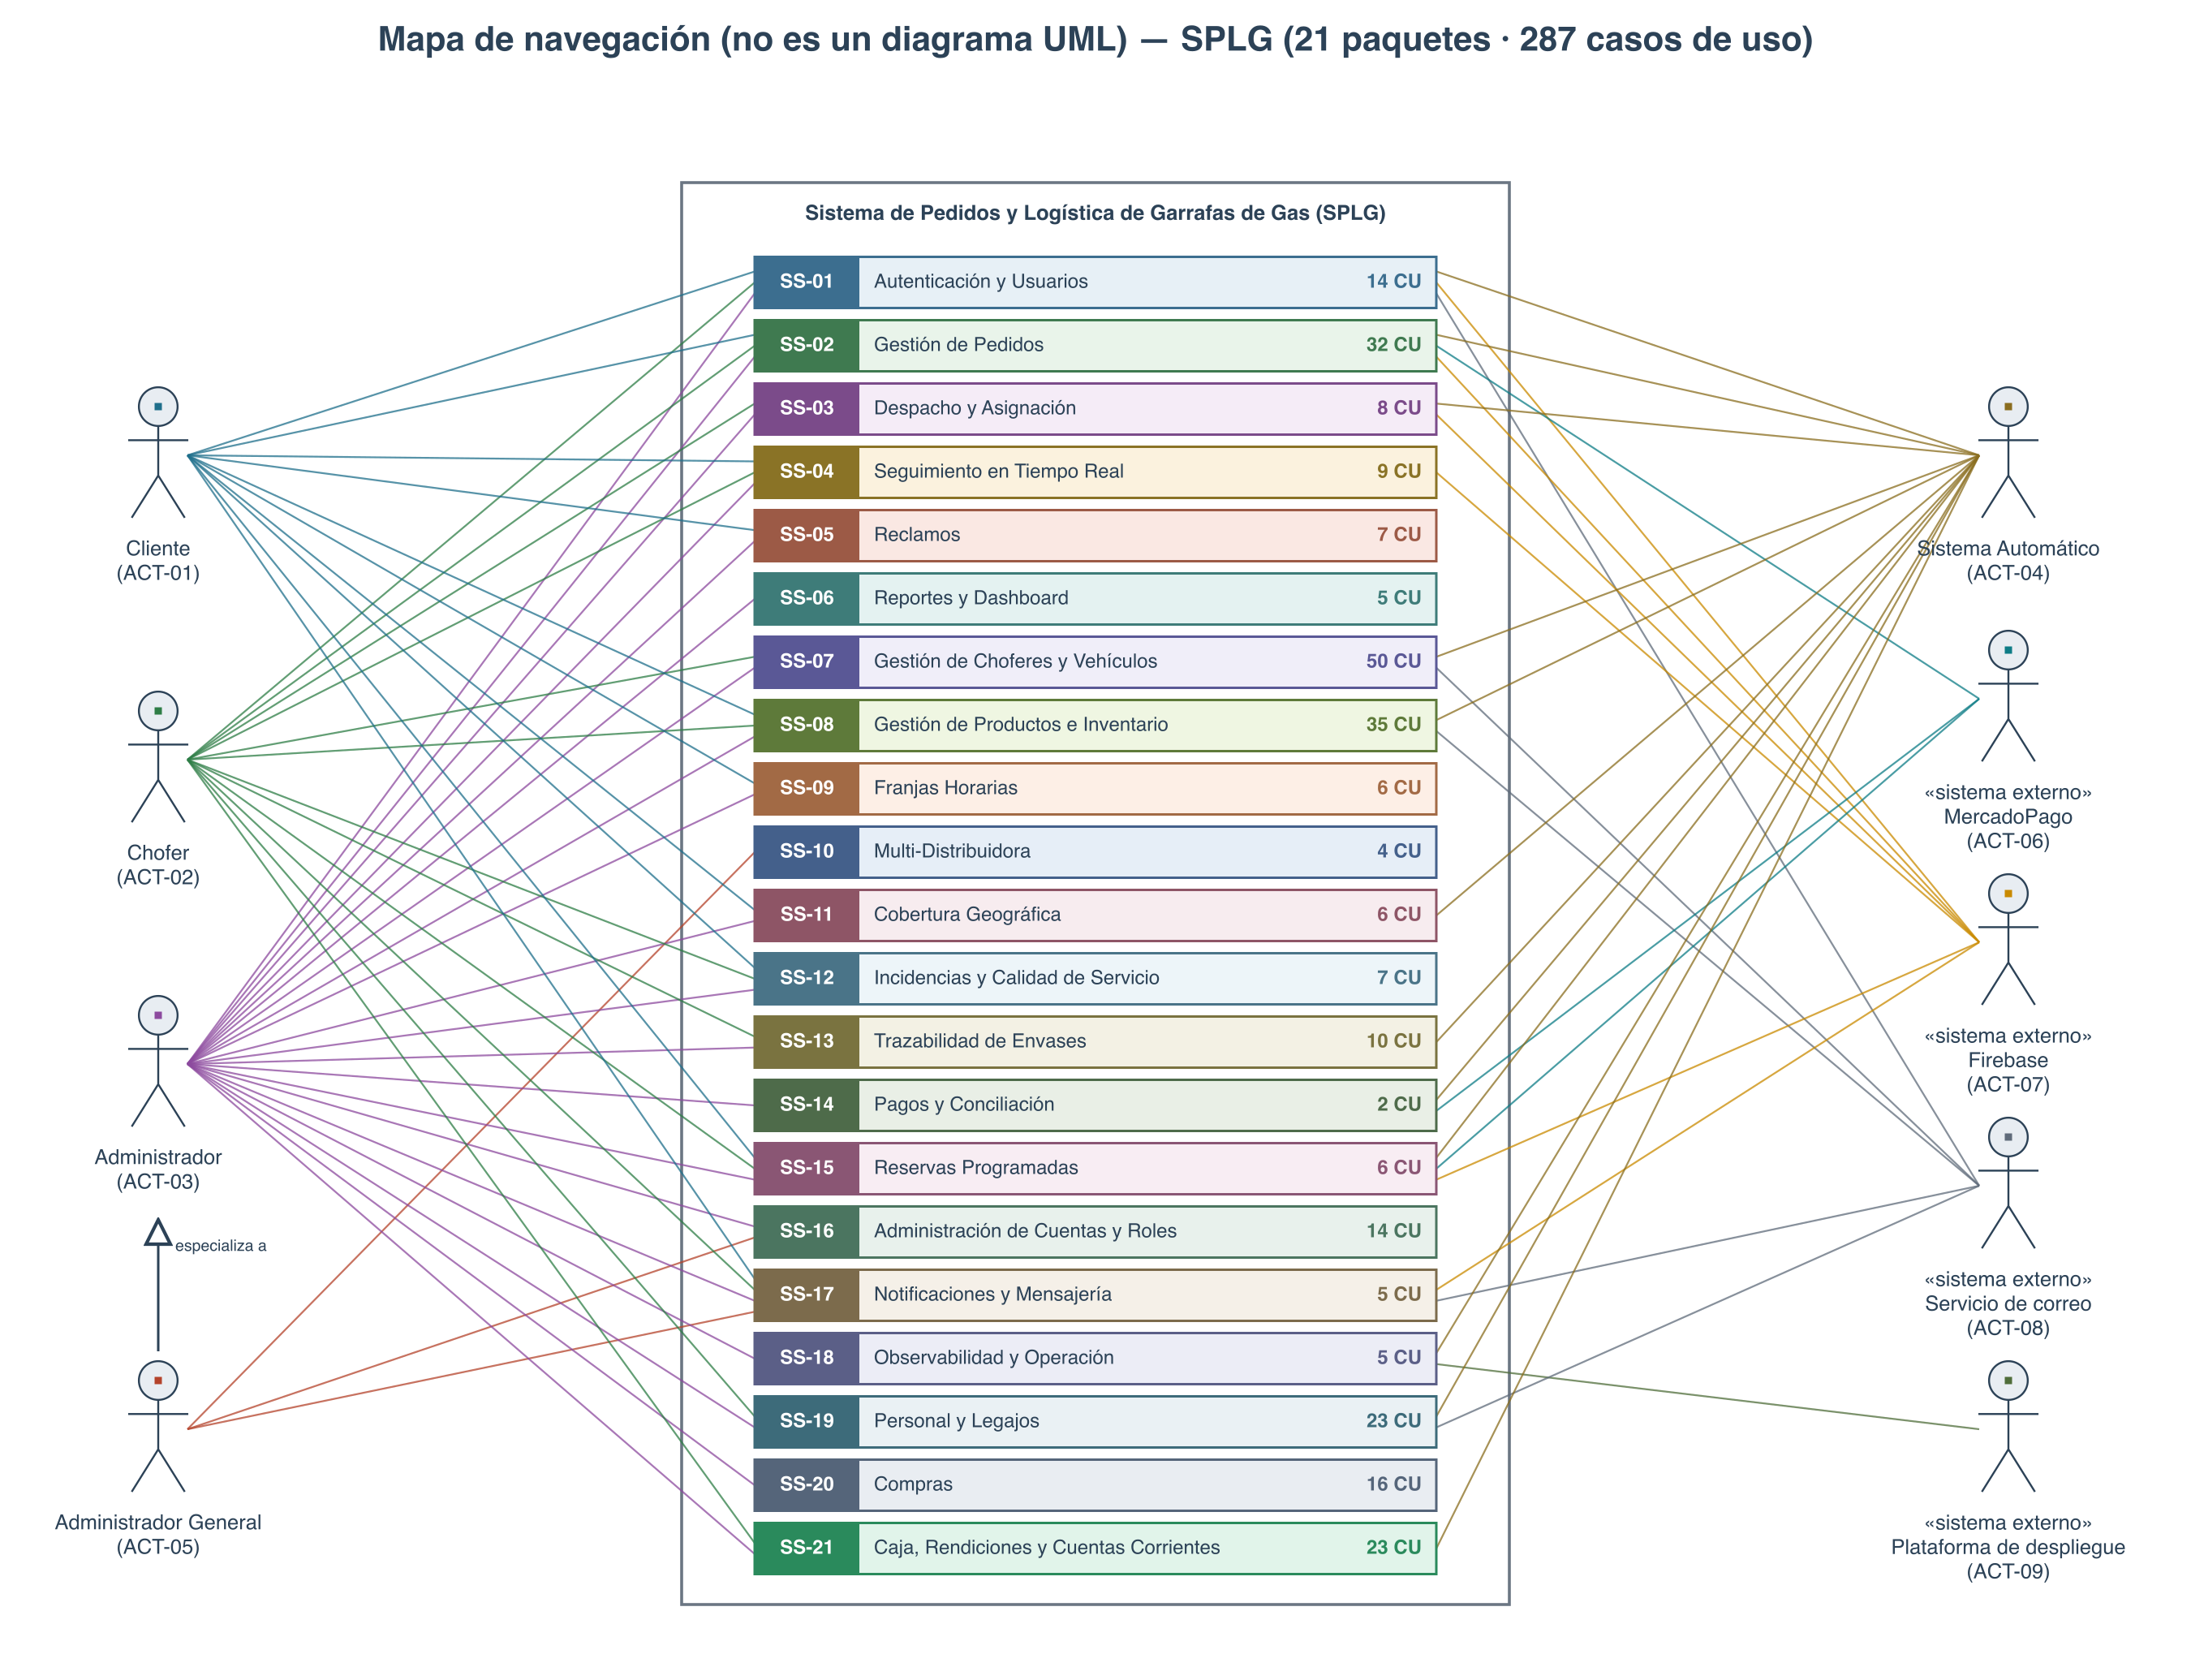 Mapa de navegación (no es un diagrama UML) — SPLG (21 paquetes · 287 casos de uso)
Sistema de Pedidos y Logística de Garrafas de Gas (SPLG)
SS-01 Autenticación y Usuarios 14 CU
SS-02 Gestión de Pedidos 32 CU
SS-03 Despacho y Asignación 8 CU
SS-04 Seguimiento en Tiempo Real 9 CU
SS-05 Reclamos 7 CU
SS-06 Reportes y Dashboard 5 CU
SS-07 Gestión de Choferes y Vehículos 50 CU
SS-08 Gestión de Productos e Inventario 35 CU
SS-09 Franjas Horarias 6 CU
SS-10 Multi-Distribuidora 4 CU
SS-11 Cobertura Geográfica 6 CU
SS-12 Incidencias y Calidad de Servicio 7 CU
SS-13 Trazabilidad de Envases 10 CU
SS-14 Pagos y Conciliación 2 CU
SS-15 Reservas Programadas 6 CU
SS-16 Administración de Cuentas y Roles 14 CU
SS-17 Notificaciones y Mensajería 5 CU
SS-18 Observabilidad y Operación 5 CU
SS-19 Personal y Legajos 23 CU
SS-20 Compras 16 CU
SS-21 Caja, Rendiciones y Cuentas Corrientes 23 CU
Cliente
(ACT-01)
Chofer
(ACT-02)
Administrador
(ACT-03)
especializa a
Administrador General
(ACT-05)
Sistema Automático
(ACT-04)
«sistema externo»
MercadoPago
(ACT-06)
«sistema externo»
Firebase
(ACT-07)
«sistema externo»
Servicio de correo
(ACT-08)
«sistema externo»
Plataforma de despliegue
(ACT-09)